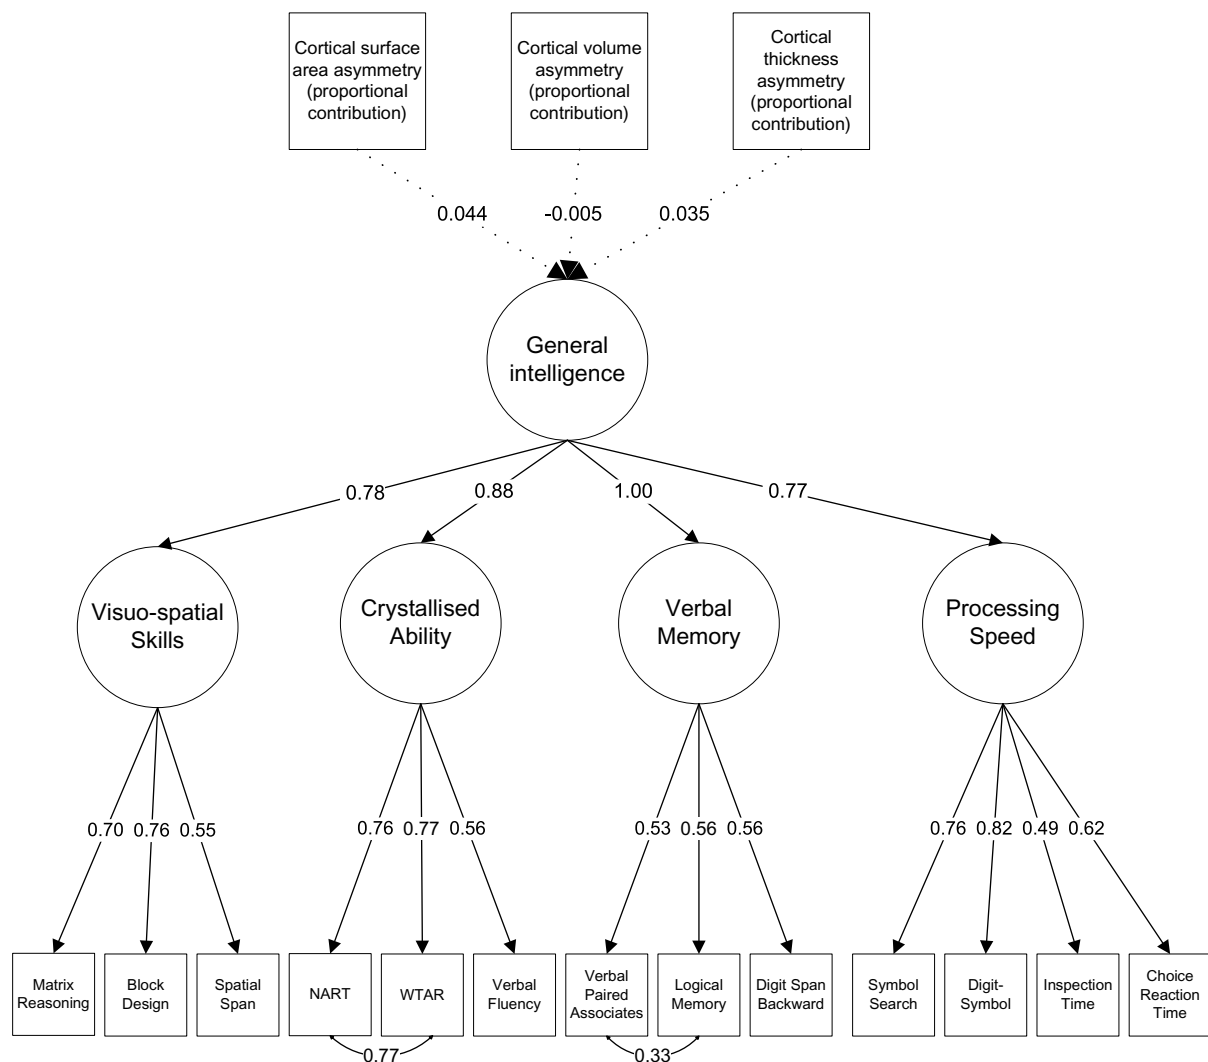 Cortical surface
area asymmetry
(proportional
contribution)
Cortical volume
asymmetry
(proportional
contribution)
Cortical
thickness
asymmetry
(proportional
contribution)
0.044
-0.005
0.035
General
intelligence
0.78
0.88
1.00
0.77
Visuo-spatial
Skills
Crystallised
Ability
Verbal
Memory
Processing
Speed
0.70
0.76
0.55
0.76
0.77
0.56
0.53
0.56
0.56
0.76
0.82
0.49
0.62
Matrix
Reasoning
Block
Design
Spatial
Span
NART
WTAR
Verbal
Fluency
Verbal
Paired
Associates
Logical
Memory
Digit Span
Backward
Symbol
Search
Digit-
Symbol
Inspection
Time
Choice
Reaction
Time
0.77
0.33